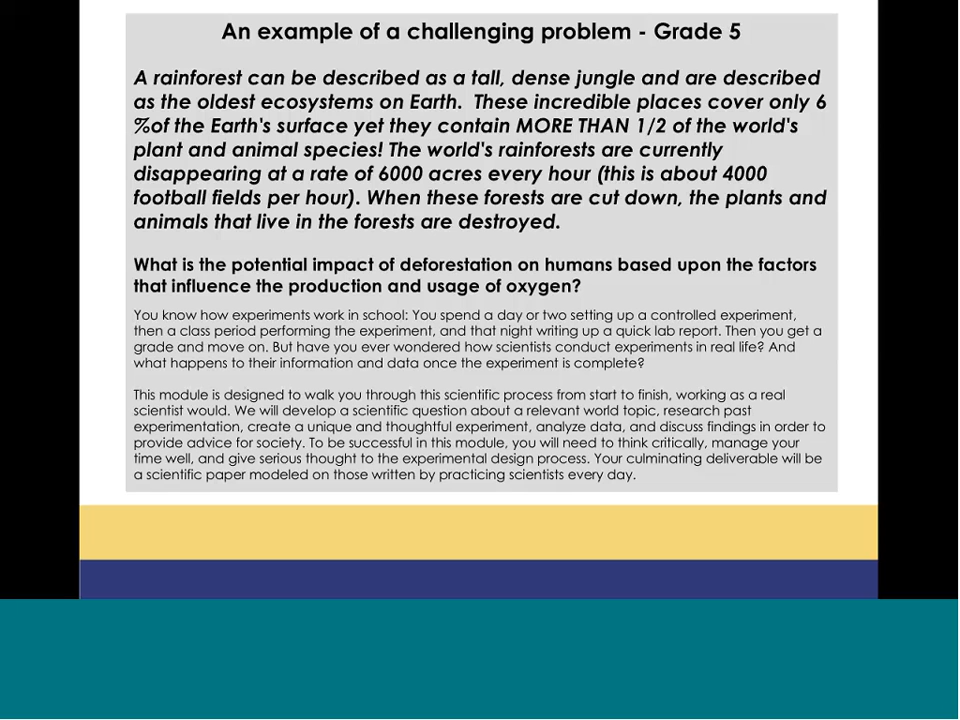 An example of a challenging problem - Grade 5
A rainforest can be described as a tall, dense jungle and are described
as the oldest ecosystems on Earth. These incredible places cover only 6
%of the Earth's surface yet they contain MORE THAN 1/2 of the world's
plant and animal species! The world's rainforests are currently
disappearing at a rate of 6000 acres every hour (this is about 4000
football fields per hour). When these forests are cut down, the plants and
animals that live in the forests are destroyed.
What is the potential impact of deforestation on humans based upon the factors
that influence the production and usage of oxygen?
You know how experiments work in school: You spend a day or two setting up a controlled experiment,
then a class period performing the experiment, and that night writing up a quick lab report. Then you get a
grade and move on. But have you ever wondered how scientists conduct experiments in real life? And
what happens to their information and data once the experiment is complete?
This module is designed to walk you through this scientific process from start to finish, working as a real
scientist would. We will develop a scientific question about a relevant world topic, research past
experimentation, create a unique and thoughtful experiment, analyze data, and discuss findings in order to
provide advice for society. To be successful in this module, you will need to think critically, manage your
time well, and give serious thought to the experimental design process. Your culminating deliverable will be
a scientific paper modeled on those written by practicing scientists every day.